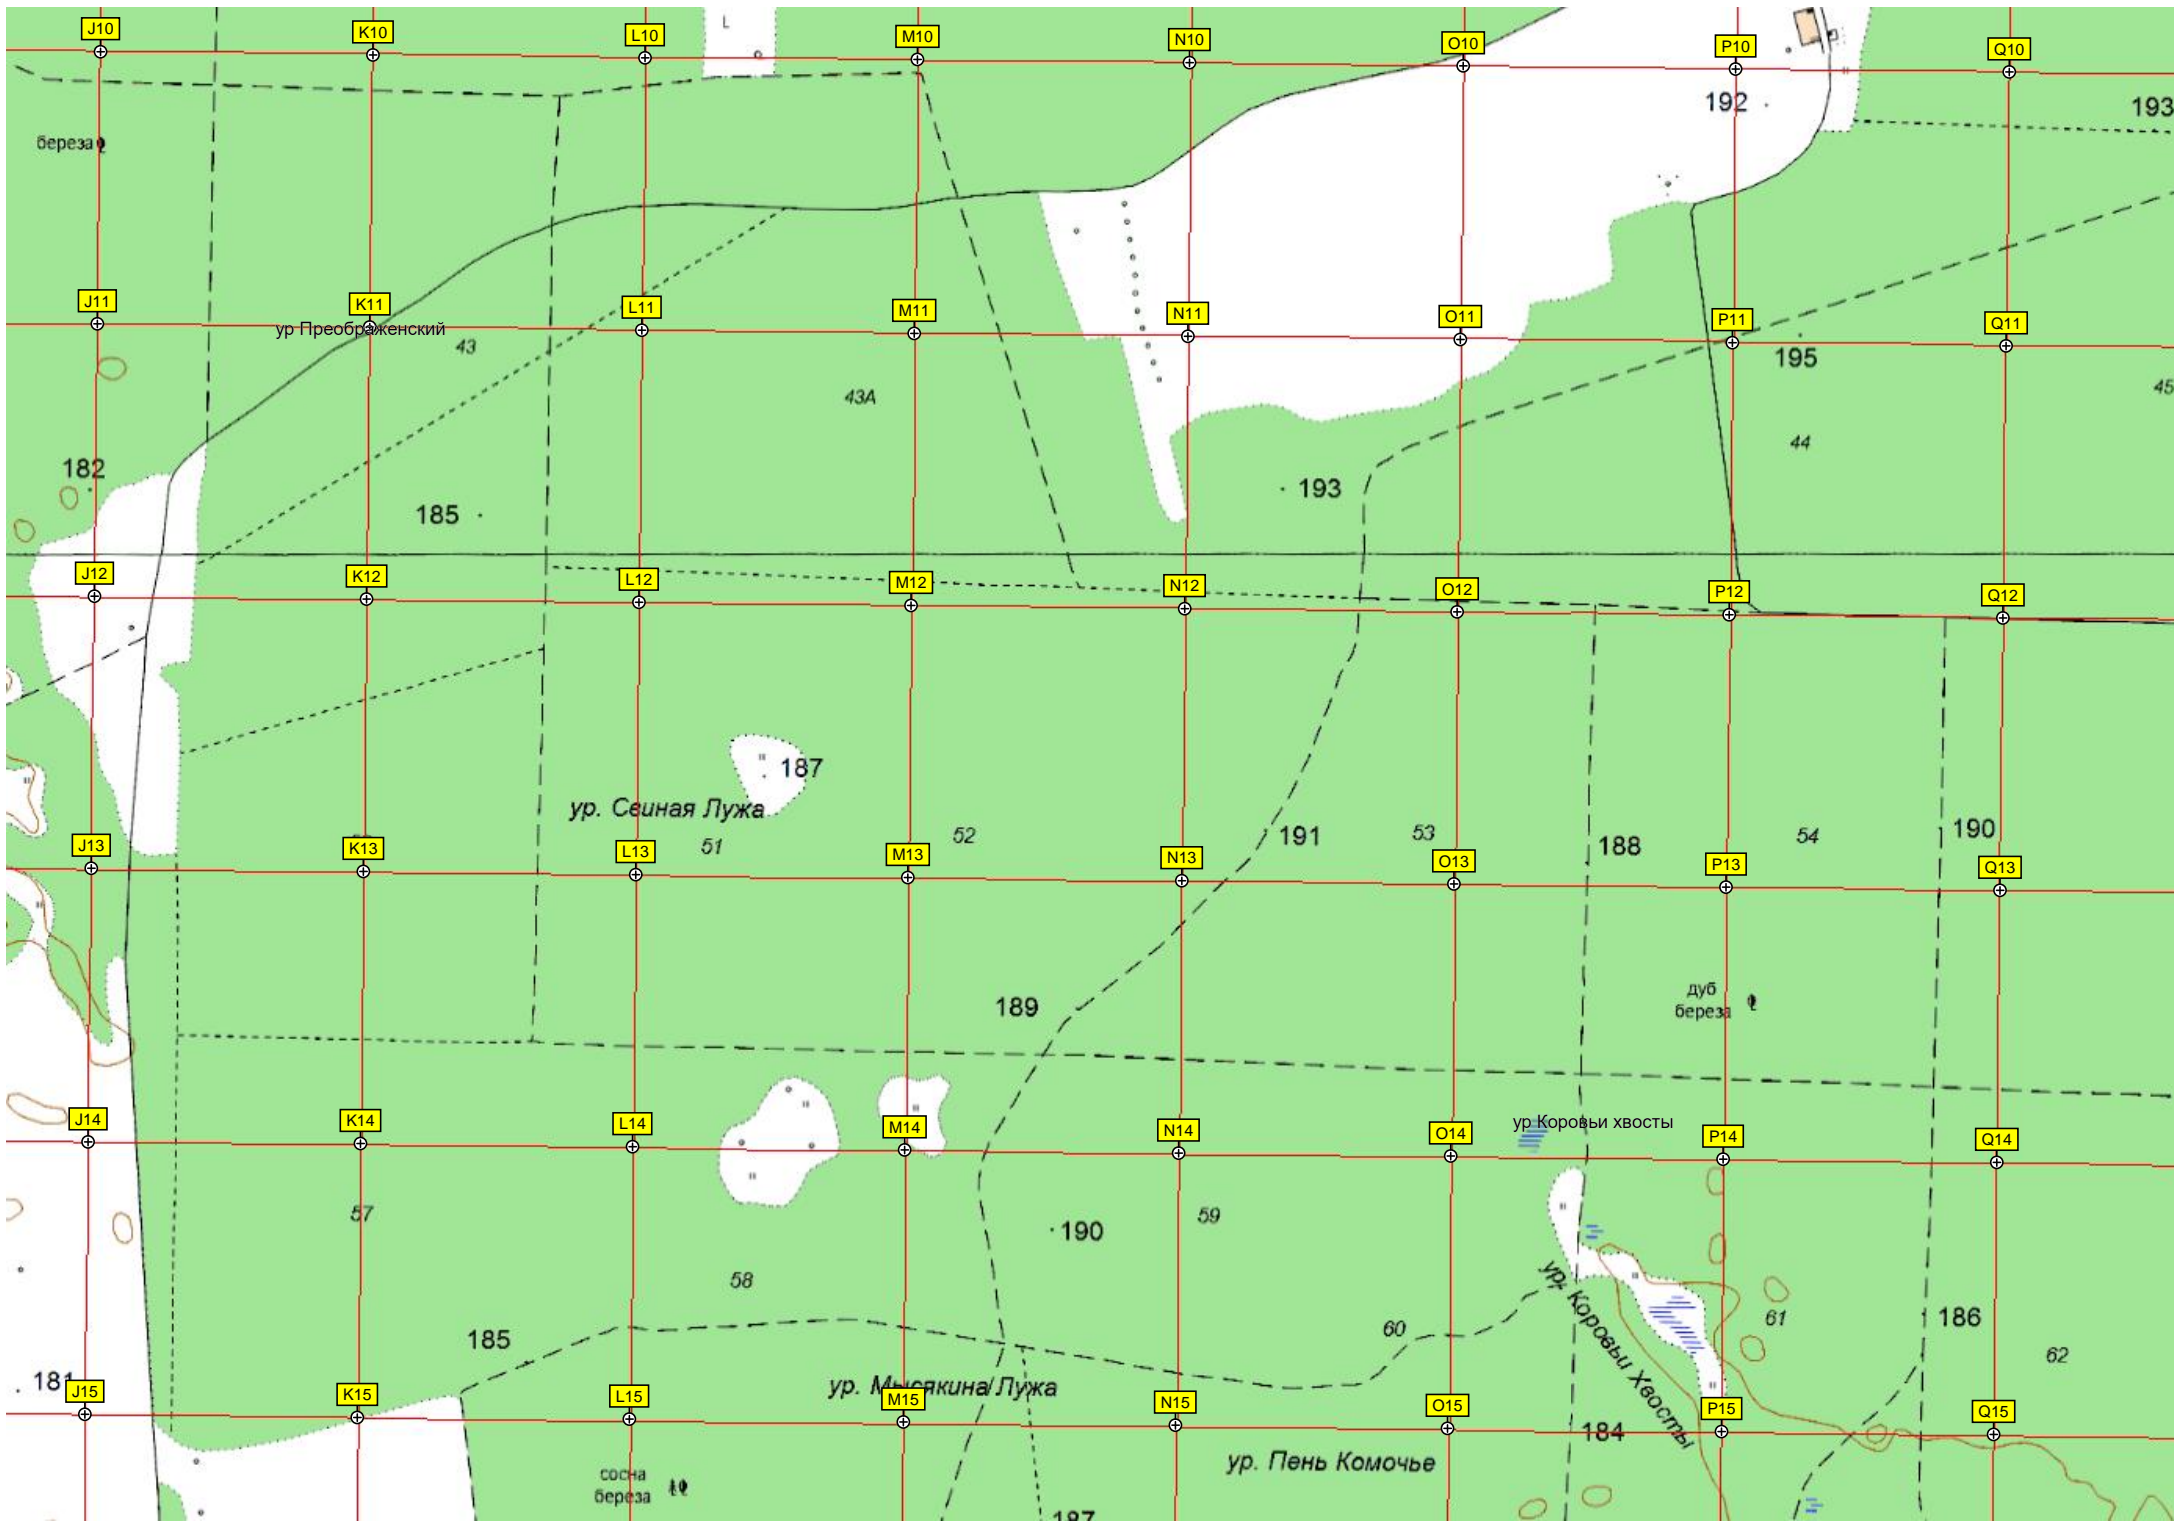 J10 K10 L10 M10 N10 O10 P10 Q10
192
193
береза
J11 K11 L11 M11 N11 O11 P11 Q11
ур Преображенский
43
195
43А
45
44
182
185
193
J12 K12 L12 M12 N12 O12 P12 Q12
187
ур. Свиная Лужа
51
52
191
53
188
54
190
J13 K13 L13 M13 N13 O13 P13 Q13
189
дуб
береза
J14 K14 L14 M14 N14 O14 P14 Q14
ур Коровьи хвосты
57
190
59
58
ур. Коровьи Хвосты
60
61
186
185
62
181
ур. Мысякина Лужа
J15 K15 L15 M15 N15 O15 P15 Q15
184
ур. Пень Комочье
сосна
береза
187